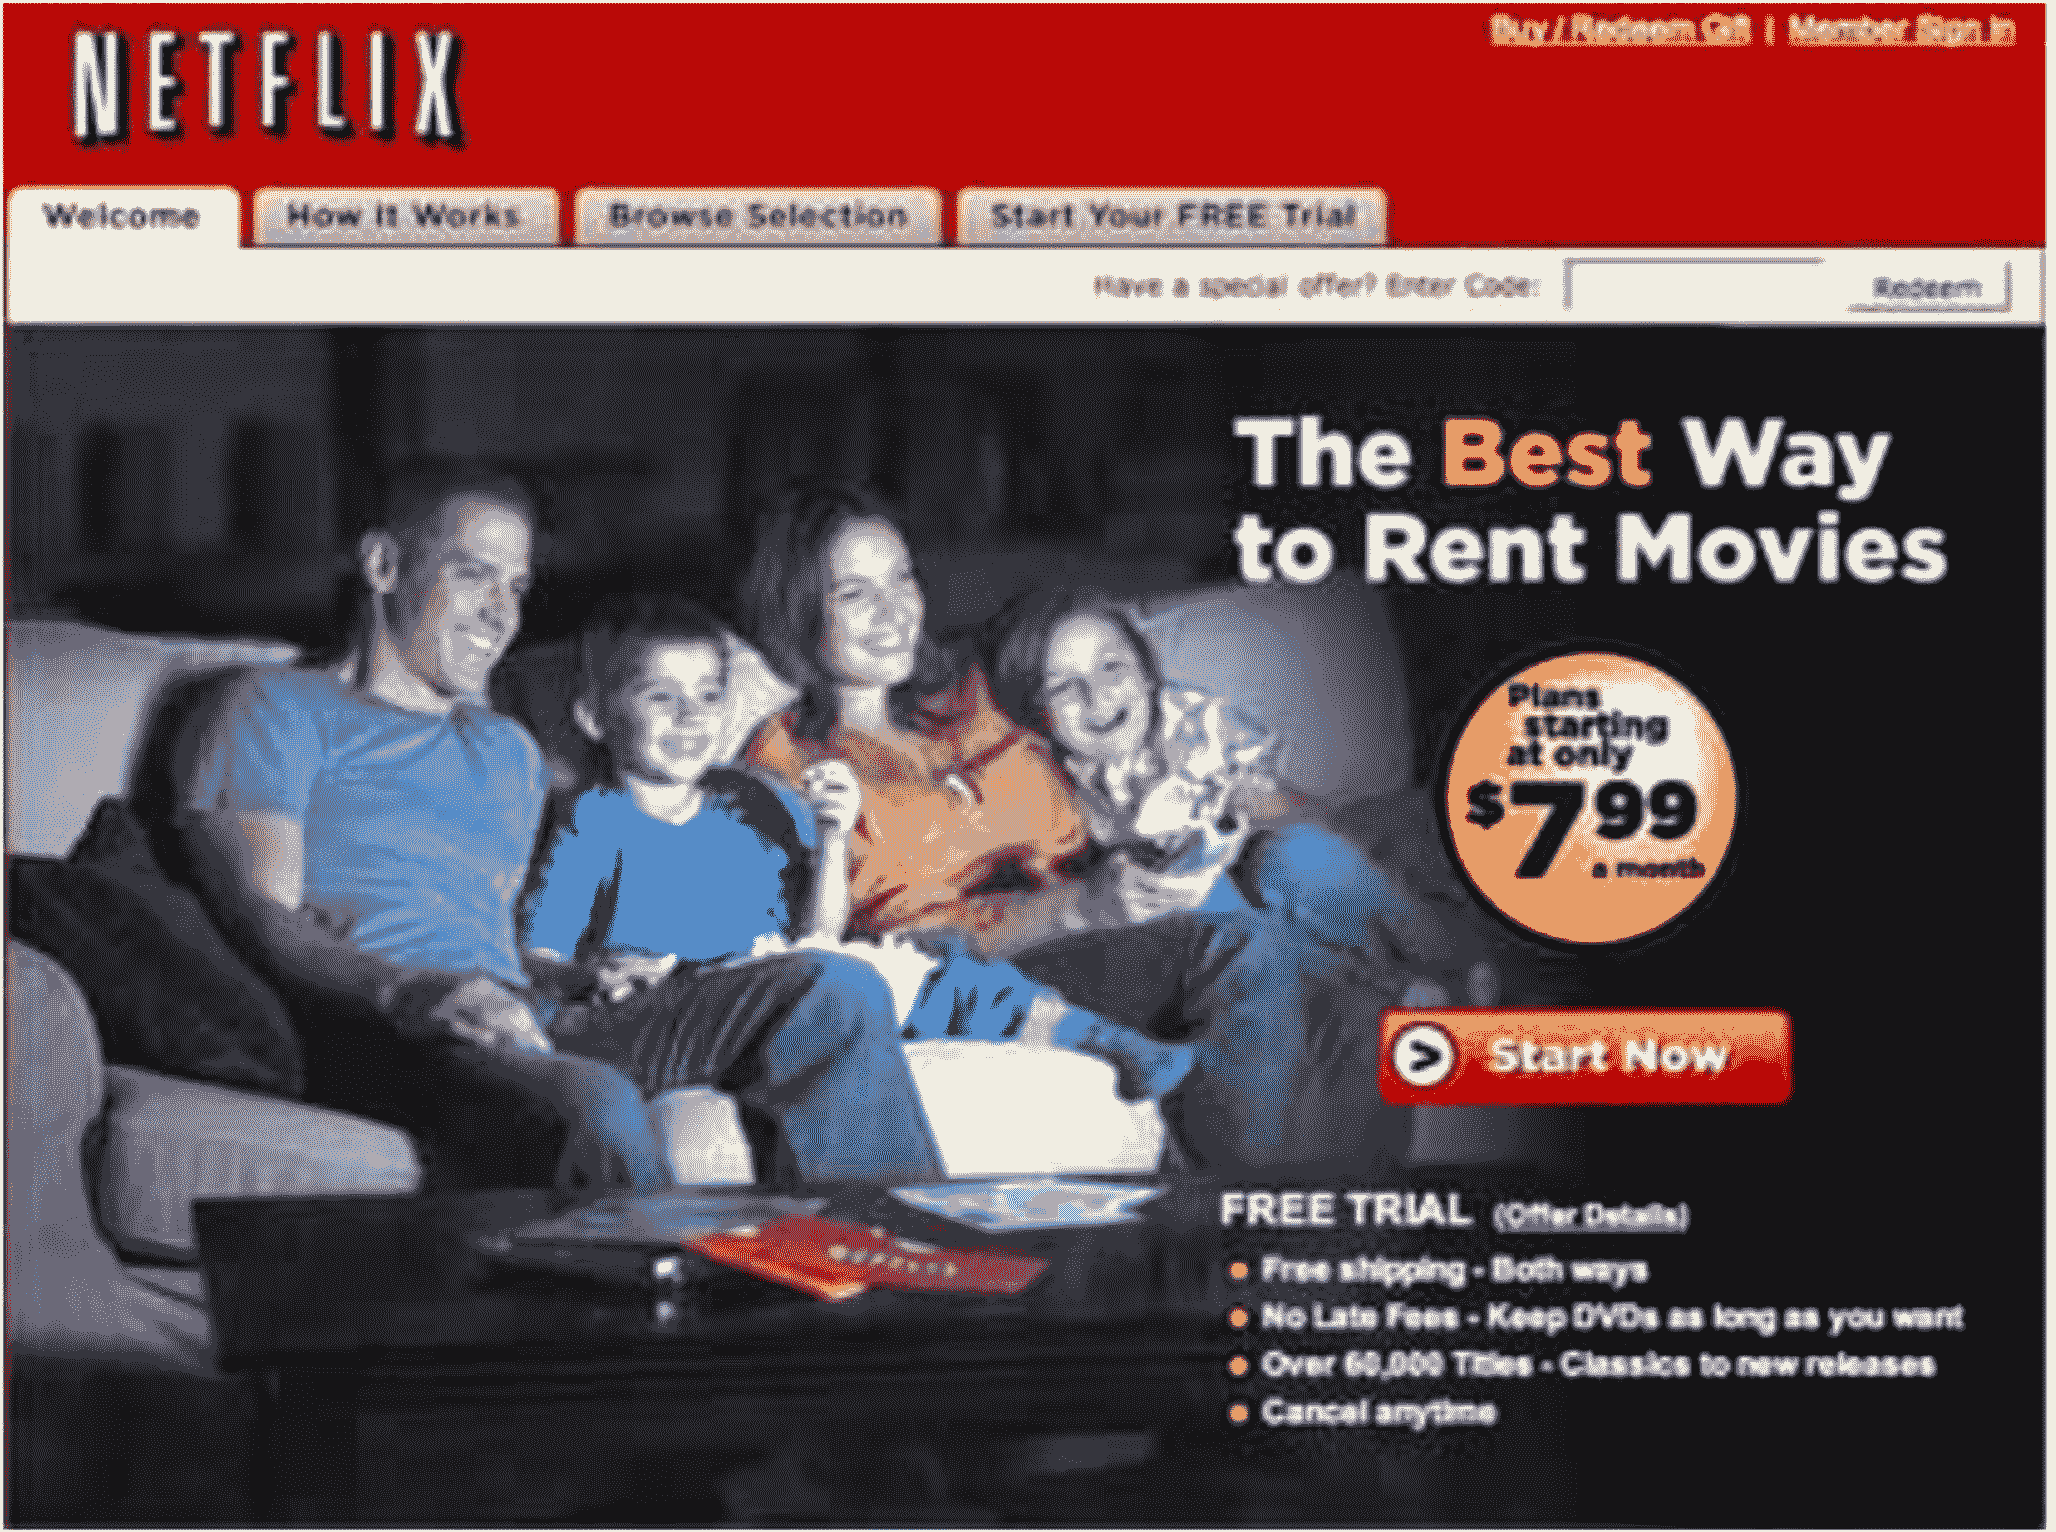 Buy / Redeem Gift | Member Sign In
NETFLIX
Welcome
How It Works
Browse Selection
Start Your FREE Trial
Have a special offer? Enter Code:
Redeem
The Best Way
to Rent Movies
Plans
starting
at only
$7 99
a month
> Start Now
FREE TRIAL (Offer Details)
Free shipping - Both ways
No Late Fees - Keep DVDs as long as you want
Over 60,000 Titles - Classics to new releases
Cancel anytime